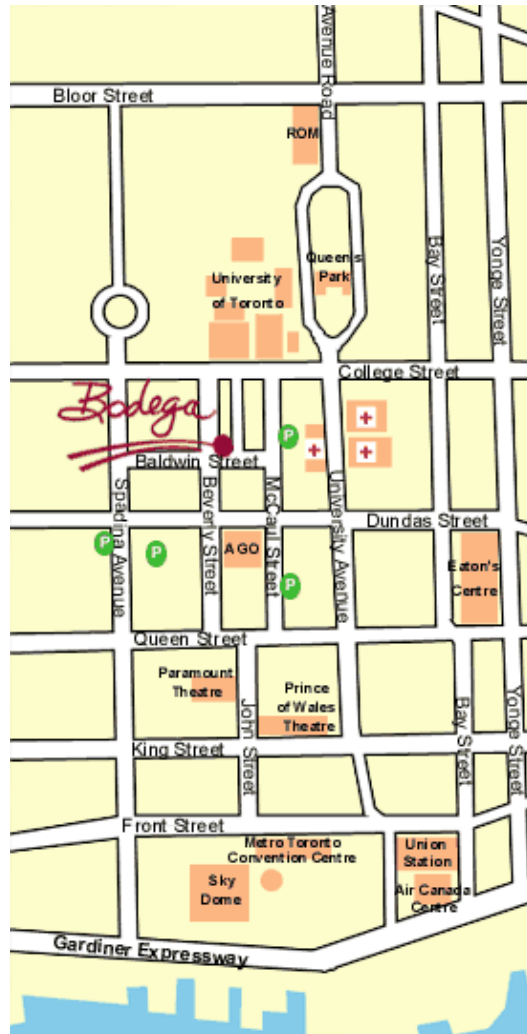 Avenue Road
Bloor Street
ROM
Queen's
Park
University
of Toronto
Bay Street
Yonge Street
College Street
Bodega
P
Baldwin Street
Spadina Avenue
Beverly Street
McCaul Street
University Avenue
Dundas Street
P
P
AGO
P
Eaton's
Centre
Queen Street
Paramount
Theatre
Prince
of Wales
Theatre
John Street
Bay Street
Yonge Street
King Street
Front Street
Metro Toronto
Convention Centre
Union
Station
Sky
Dome
Air Canada
Centre
Gardiner Expressway